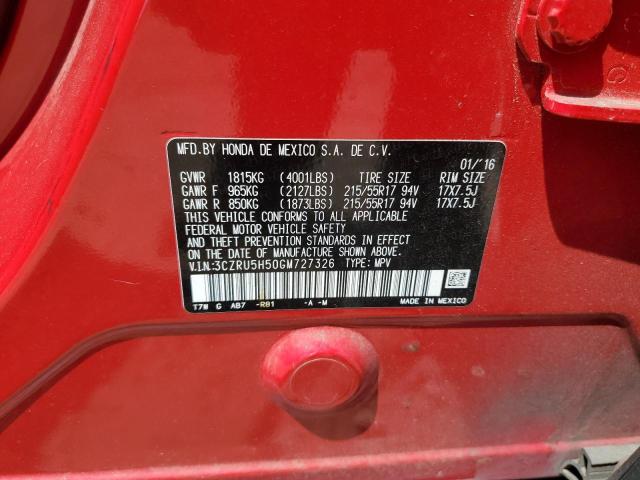 MFD.BY HONDA DE MEXICO S.A. DE C.V.
01/'16
GVWR 1815KG (4001LBS) TIRE SIZE RIM SIZE
GAWR F 965KG (2127LBS) 215/55R17 94V 17X7.5J
GAWR R 850KG (1873LBS) 215/55R17 94V 17X7.5J
THIS VEHICLE CONFORMS TO ALL APPLICABLE
FEDERAL MOTOR VEHICLE SAFETY
AND THEFT PREVENTION STANDARDS IN EFFECT
ON THE DATE OF MANUFACTURE SHOWN ABOVE.
V.I.N:3CZRU5H50GM727326 TYPE: MPV
T7W G AB7 -R81 -A -M MADE IN MEXICO